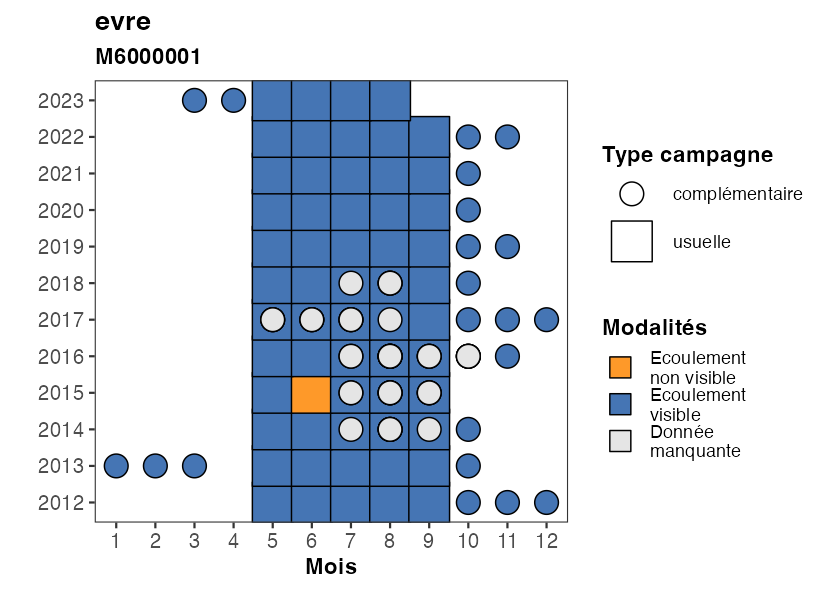 evre
M6000001
2023
2022
2021
2020
2019
2018
2017
2016
2015
2014
2013
2012
1 2 3 4 5 6 7 8 9 10 11 12
Mois
Type campagne
complémentaire
usuelle
Modalités
Ecoulement
non visible
Ecoulement
visible
Donnée
manquante